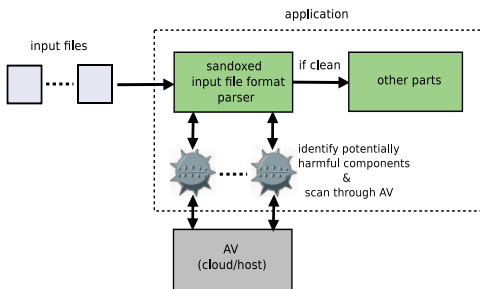 application
input files
sandoxed
input file format
parser
if clean
other parts
identify potentially
harmful components
&
scan through AV
AV
(cloud/host)